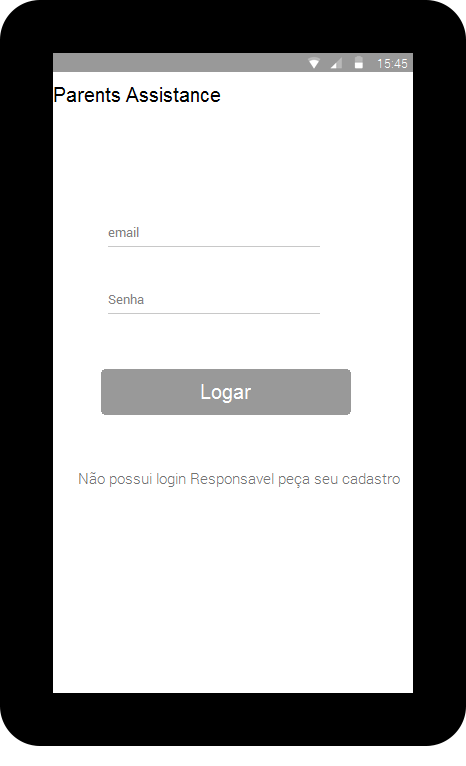 15:45
Parents Assistance
email
Senha
Logar
Não possui login Responsavel peça seu cadastro